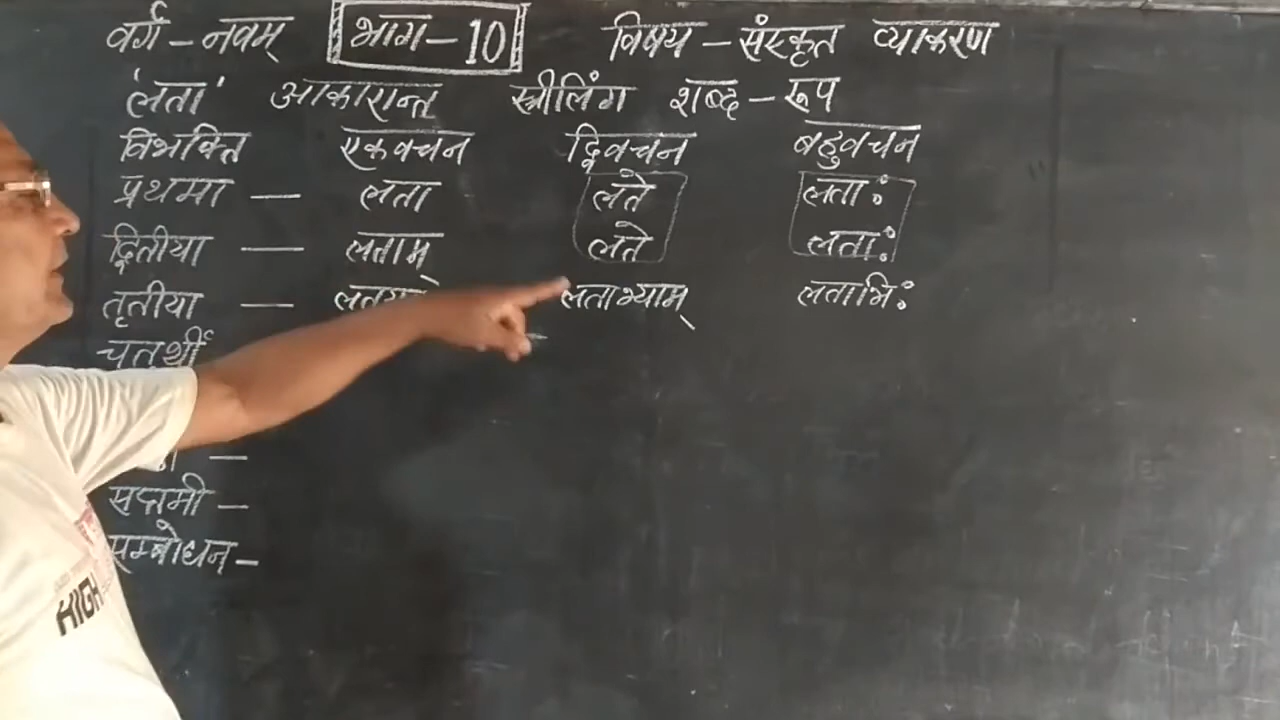 वर्ग - नवम् भाग - 10 विषय - संस्कृत व्याकरण
'लता' आकारान्त स्त्रीलिंग शब्द - रूप
विभक्ति एकवचन द्विवचन बहुवचन
प्रथमा — लता लते लताः
द्वितीया — लताम् लते लताः
तृतीया — लताभ्याम् लताभिः
चतुर्थी
—
सप्तमी —
सम्बोधन -
HIGH